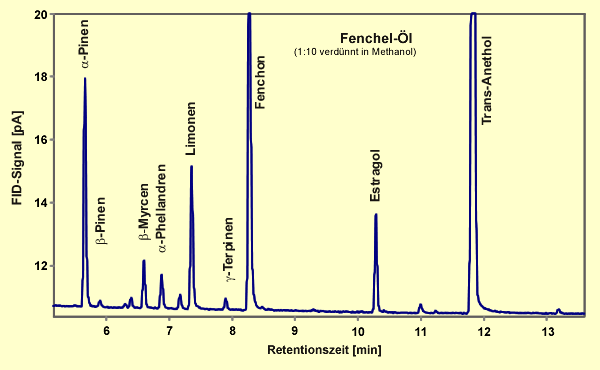 Fenchel-Öl
(1:10 verdünnt in Methanol)
FID-Signal [pA]
20
18
16
14
12
α-Pinen
β-Pinen
β-Myrcen
α-Phellandren
Limonen
γ-Terpinen
Fenchon
Estragol
Trans-Anethol
6 7 8 9 10 11 12 13
Retentionszeit [min]